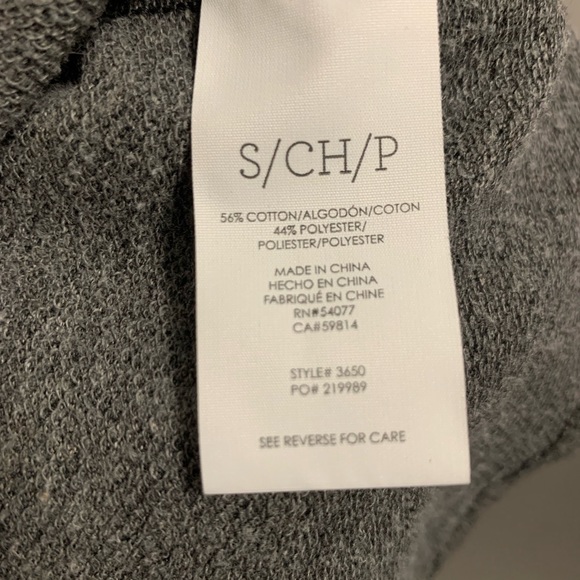 S/CH/P
56% COTTON/ALGODÓN/COTON
44% POLYESTER/
POLIESTER/POLYESTER
MADE IN CHINA
HECHO EN CHINA
FABRIQUÉ EN CHINE
RN#54077
CA#59814
STYLE# 3650
PO# 219989
SEE REVERSE FOR CARE